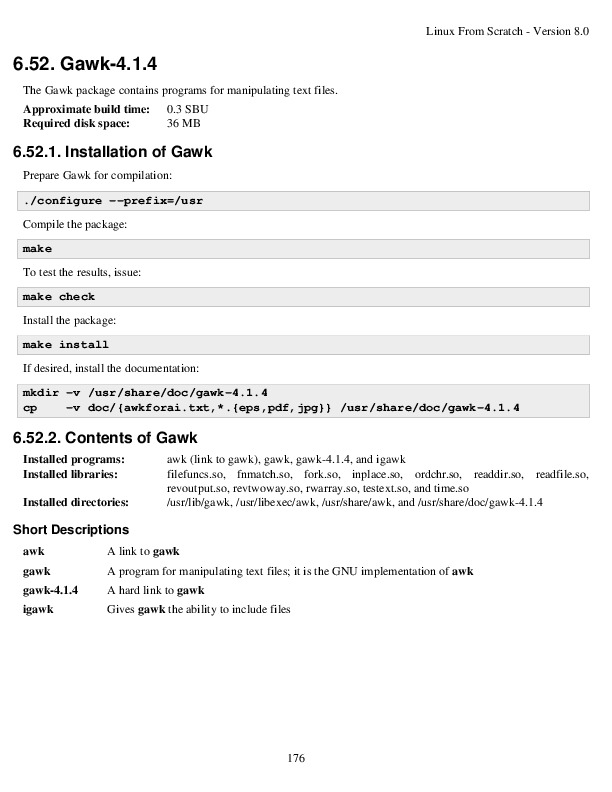 Linux From Scratch - Version 8.0
6.52. Gawk-4.1.4
The Gawk package contains programs for manipulating text files.
Approximate build time: 0.3 SBU
Required disk space: 36 MB
6.52.1. Installation of Gawk
Prepare Gawk for compilation:
./configure --prefix=/usr
Compile the package:
make
To test the results, issue:
make check
Install the package:
make install
If desired, install the documentation:
mkdir -v /usr/share/doc/gawk-4.1.4
cp    -v doc/{awkforai.txt,*.{eps,pdf,jpg}} /usr/share/doc/gawk-4.1.4
6.52.2. Contents of Gawk
Installed programs: awk (link to gawk), gawk, gawk-4.1.4, and igawk
Installed libraries: filefuncs.so, fnmatch.so, fork.so, inplace.so, ordchr.so, readdir.so, readfile.so,
revoutput.so, revtwoway.so, rwarray.so, testext.so, and time.so
Installed directories: /usr/lib/gawk, /usr/libexec/awk, /usr/share/awk, and /usr/share/doc/gawk-4.1.4
Short Descriptions
awk A link to gawk
gawk A program for manipulating text files; it is the GNU implementation of awk
gawk-4.1.4 A hard link to gawk
igawk Gives gawk the ability to include files
176